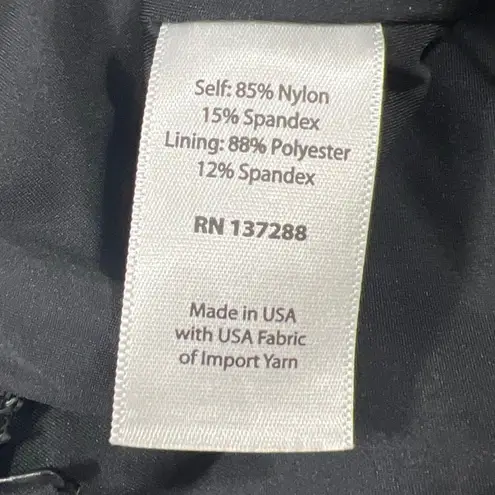 Self: 85% Nylon
15% Spandex
Lining: 88% Polyester
12% Spandex
RN 137288
Made in USA
with USA Fabric
of Import Yarn